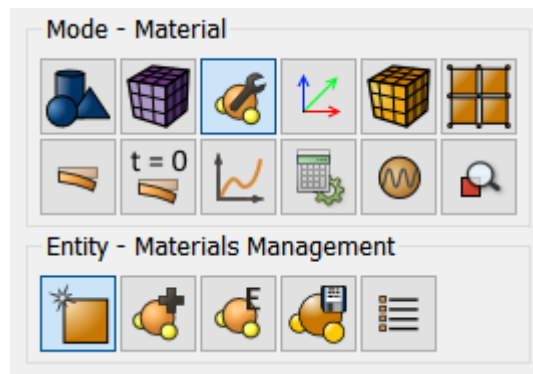 Mode - Material
t = 0
Entity - Materials Management
E